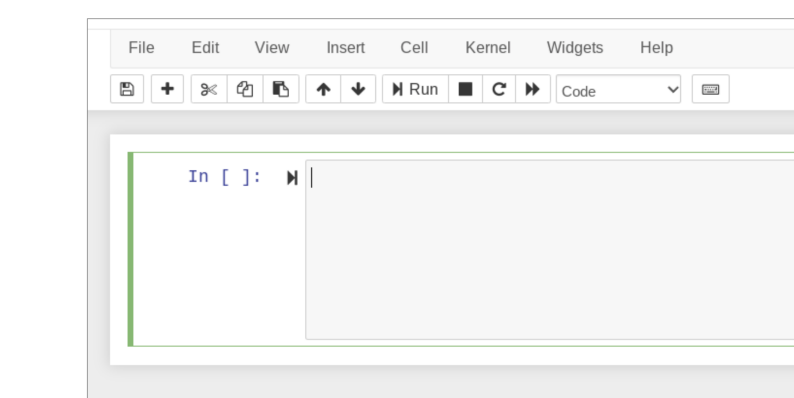 File Edit View Insert Cell Kernel Widgets Help
Run Code
In [ ]: